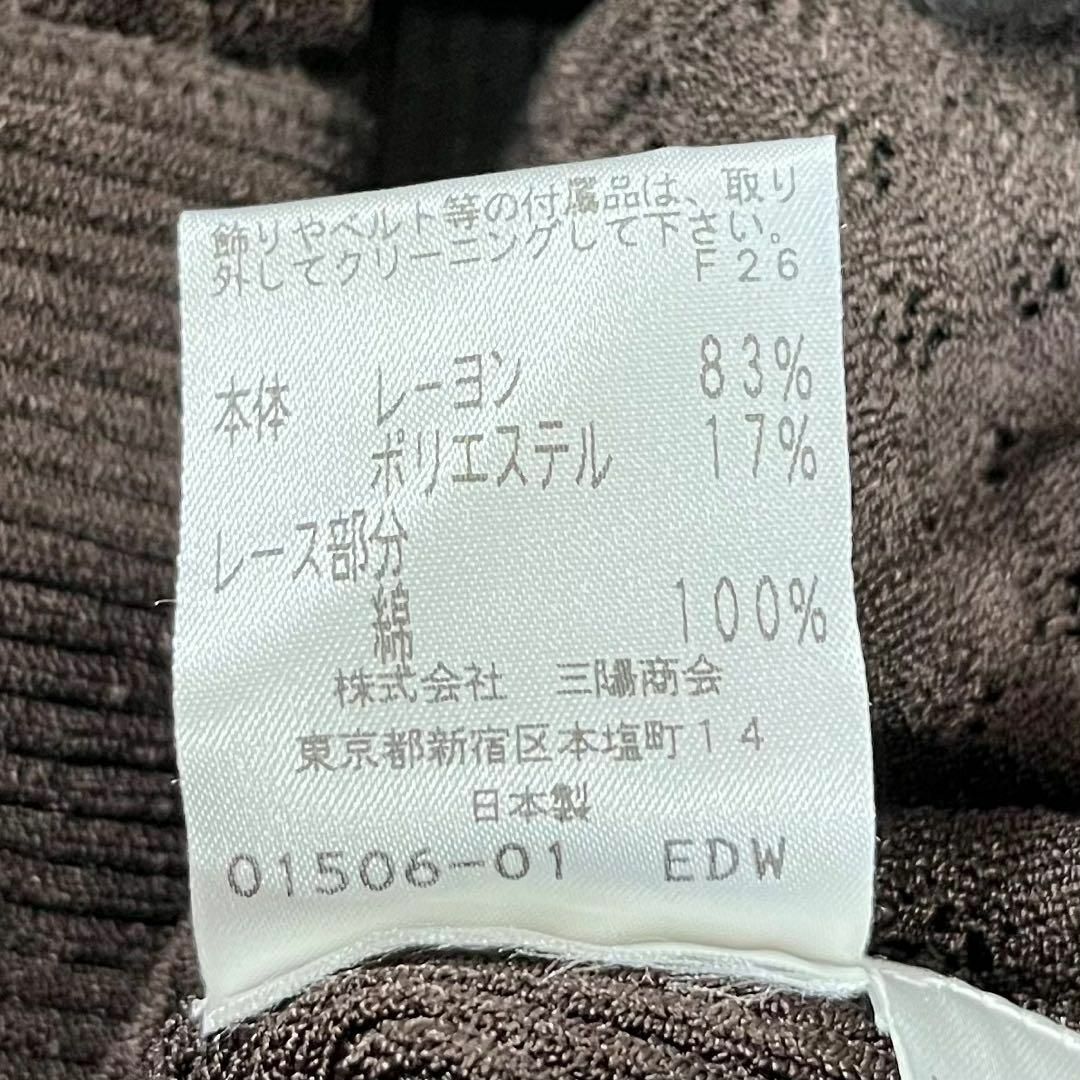 飾りやベルト等の付属品は、取り
外してクリーニングして下さい。
F26
本体 レーヨン 83%
ポリエステル 17%
レース部分
綿 100%
株式会社 三陽商会
東京都新宿区本塩町14
日本製
01506-01 EDW